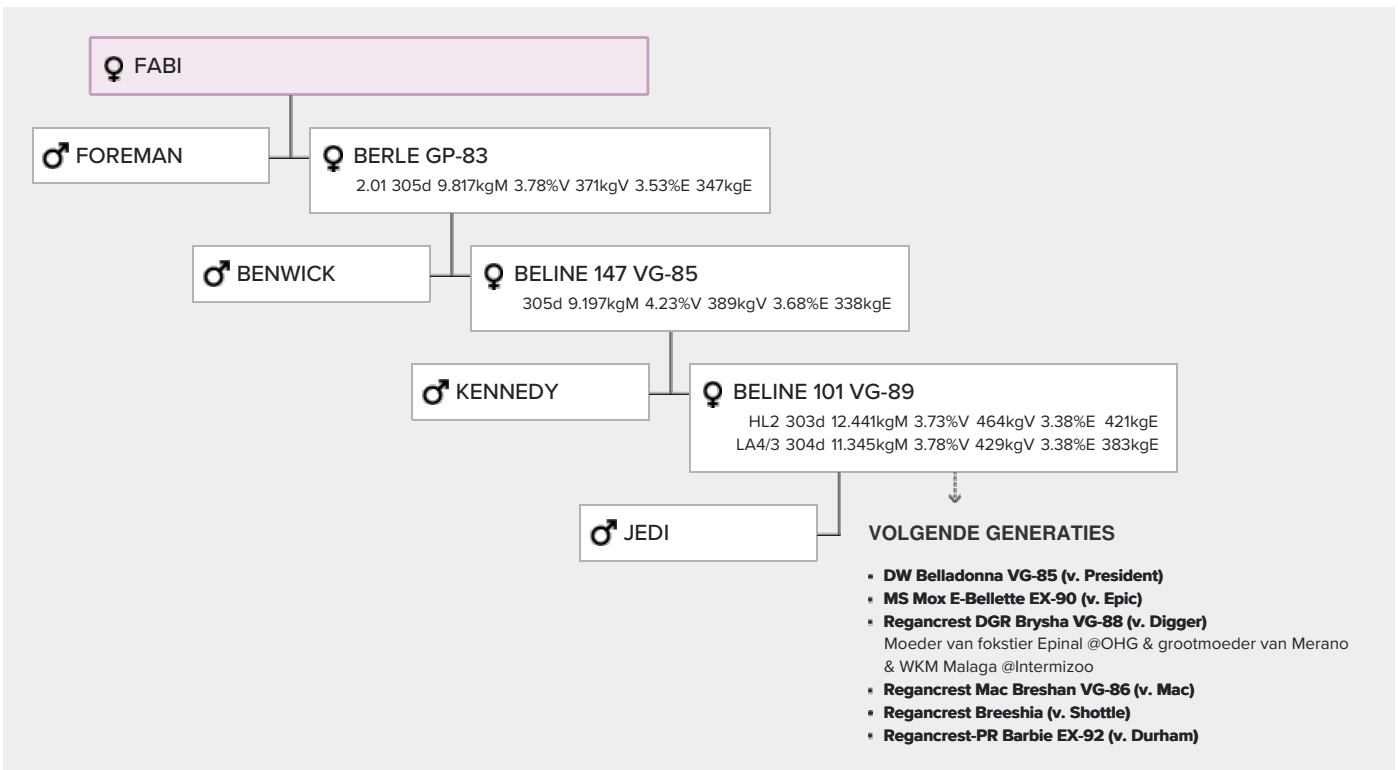 FABI
FOREMAN
BERLE GP-83
2.01 305d 9.817kgM 3.78%V 371kgV 3.53%E 347kgE
BENWICK
BELINE 147 VG-85
305d 9.197kgM 4.23%V 389kgV 3.68%E 338kgE
KENNEDY
BELINE 101 VG-89
HL2 303d 12.441kgM 3.73%V 464kgV 3.38%E 421kgE
LA4/3 304d 11.345kgM 3.78%V 429kgV 3.38%E 383kgE
JEDI
VOLGENDE GENERATIES
DW Belladonna VG-85 (v. President)
MS Mox E-Bellette EX-90 (v. Epic)
Regancrest DGR Brysha VG-88 (v. Digger)
Moeder van fokstier Epinal @OHG & grootmoeder van Merano
& WKM Malaga @Intermizoo
Regancrest Mac Breshan VG-86 (v. Mac)
Regancrest Breeshia (v. Shottle)
Regancrest-PR Barbie EX-92 (v. Durham)